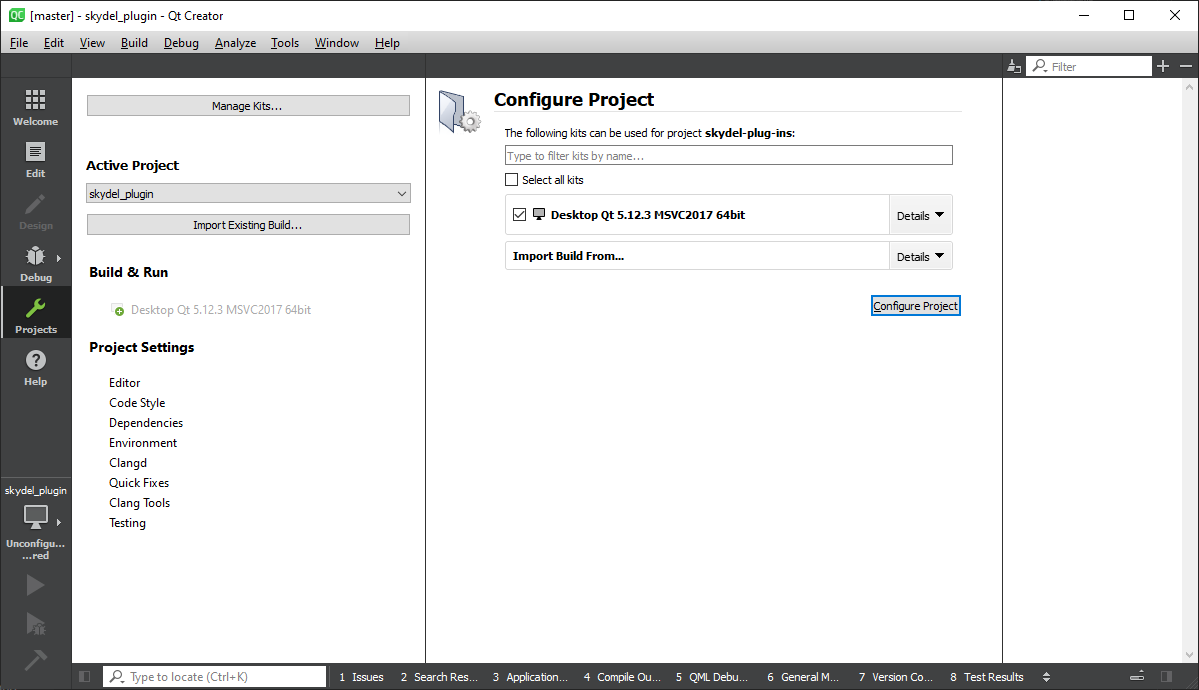 QC [master] - skydel_plugin - Qt Creator
File Edit View Build Debug Analyze Tools Window Help
Filter
Welcome
Edit
Design
Debug
Projects
Help
skydel_plugin
Unconfigu...
...red
Manage Kits...
Active Project
skydel_plugin
Import Existing Build...
Build & Run
Desktop Qt 5.12.3 MSVC2017 64bit
Project Settings
Editor
Code Style
Dependencies
Environment
Clangd
Quick Fixes
Clang Tools
Testing
Configure Project
The following kits can be used for project skydel-plug-ins:
Type to filter kits by name...
Select all kits
Desktop Qt 5.12.3 MSVC2017 64bit Details
Import Build From... Details
Configure Project
Type to locate (Ctrl+K) 1 Issues 2 Search Res... 3 Application... 4 Compile Ou... 5 QML Debu... 6 General M... 7 Version Co... 8 Test Results